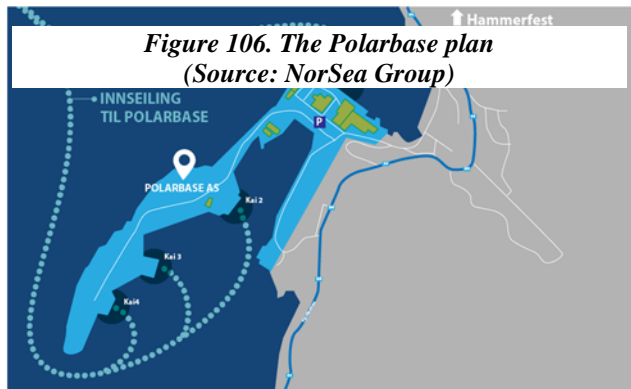 Hammerfest
Figure 106. The Polarbase plan
(Source: NorSea Group)
INNSEILING
TIL POLARBASE
P
POLARBASE AS
Kai 2
Kai 3
Kai4